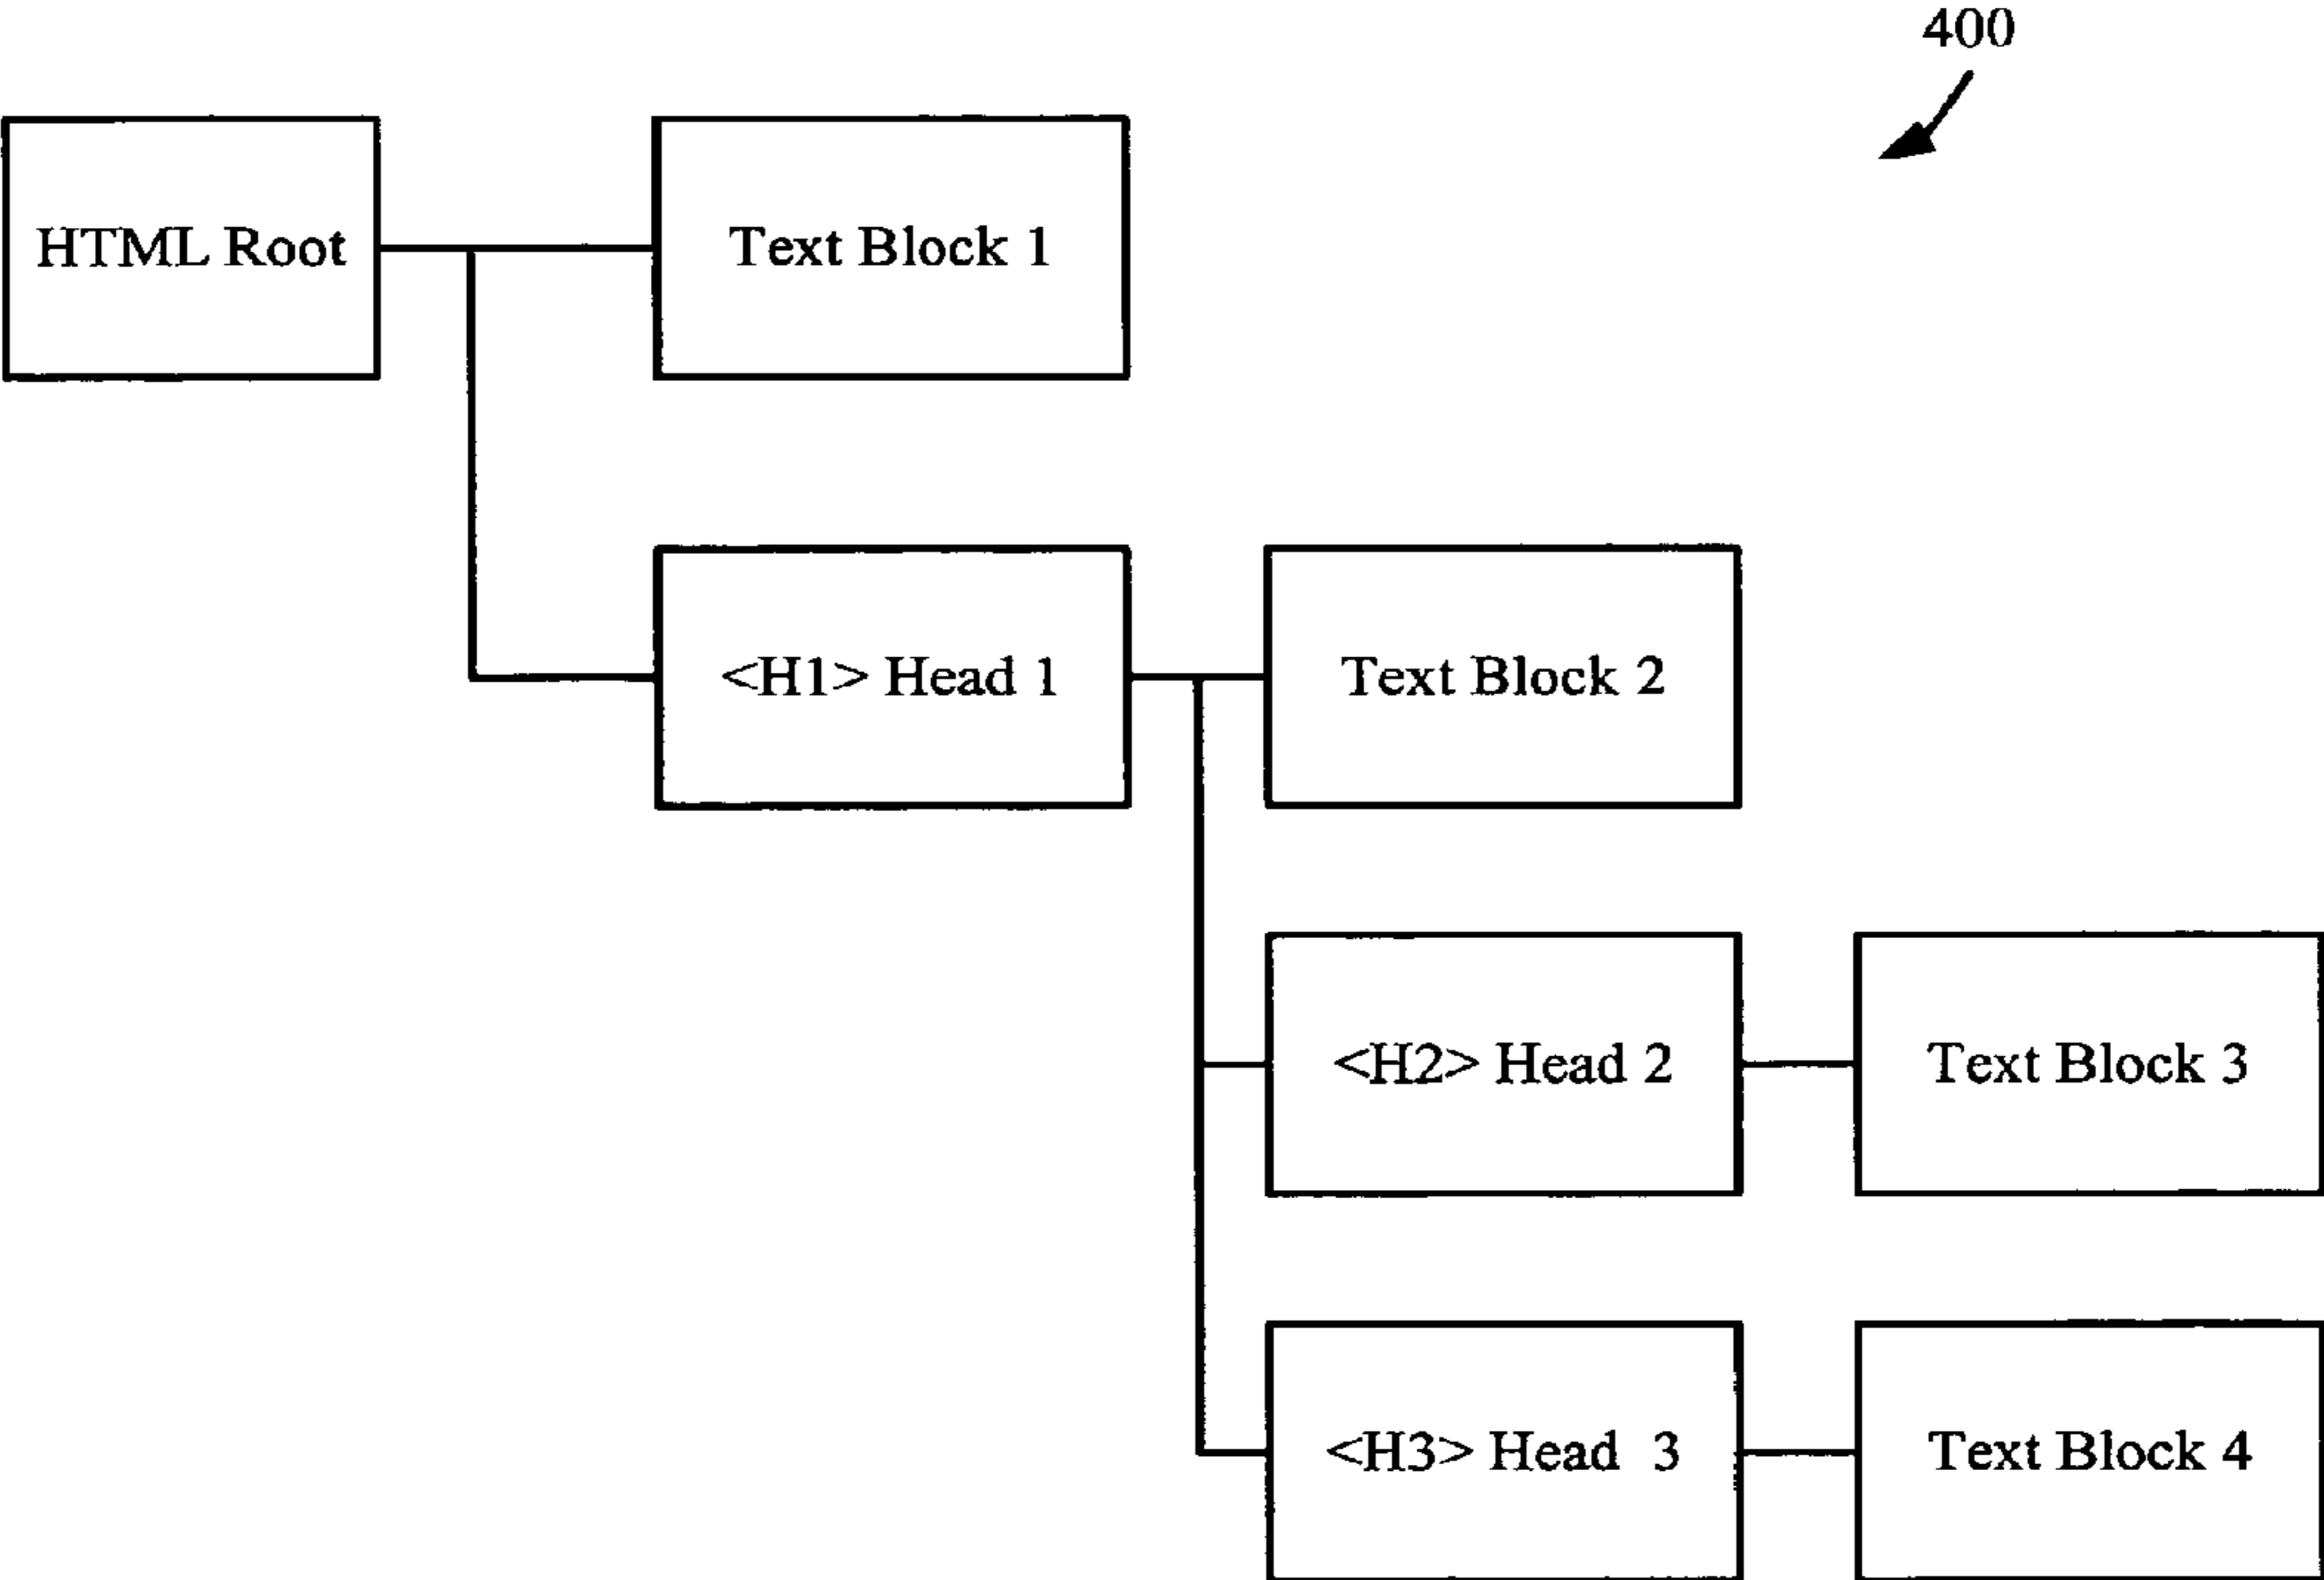 400
HTML Root
Text Block 1
<H1> Head 1
Text Block 2
<H2> Head 2
Text Block 3
<H3> Head 3
Text Block 4